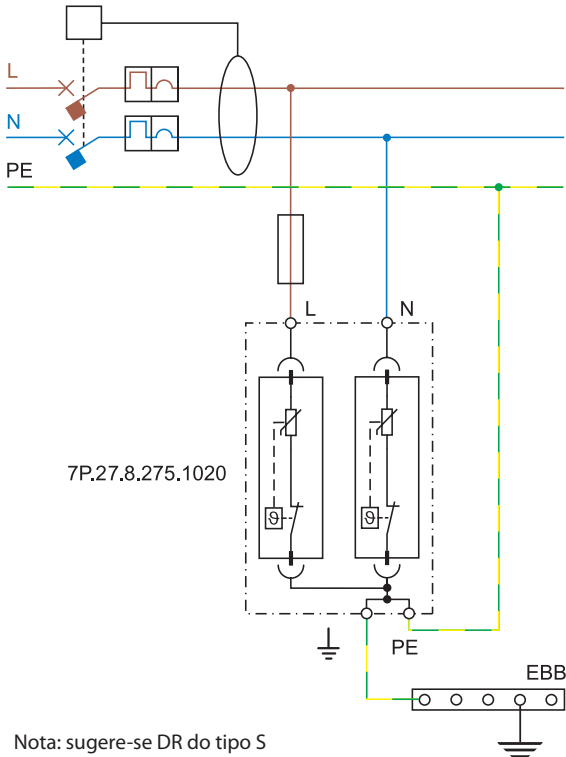 L
N
PE
L
N
7P.27.8.275.1020
ϑ
ϑ
PE
EBB
Nota: sugere-se DR do tipo S